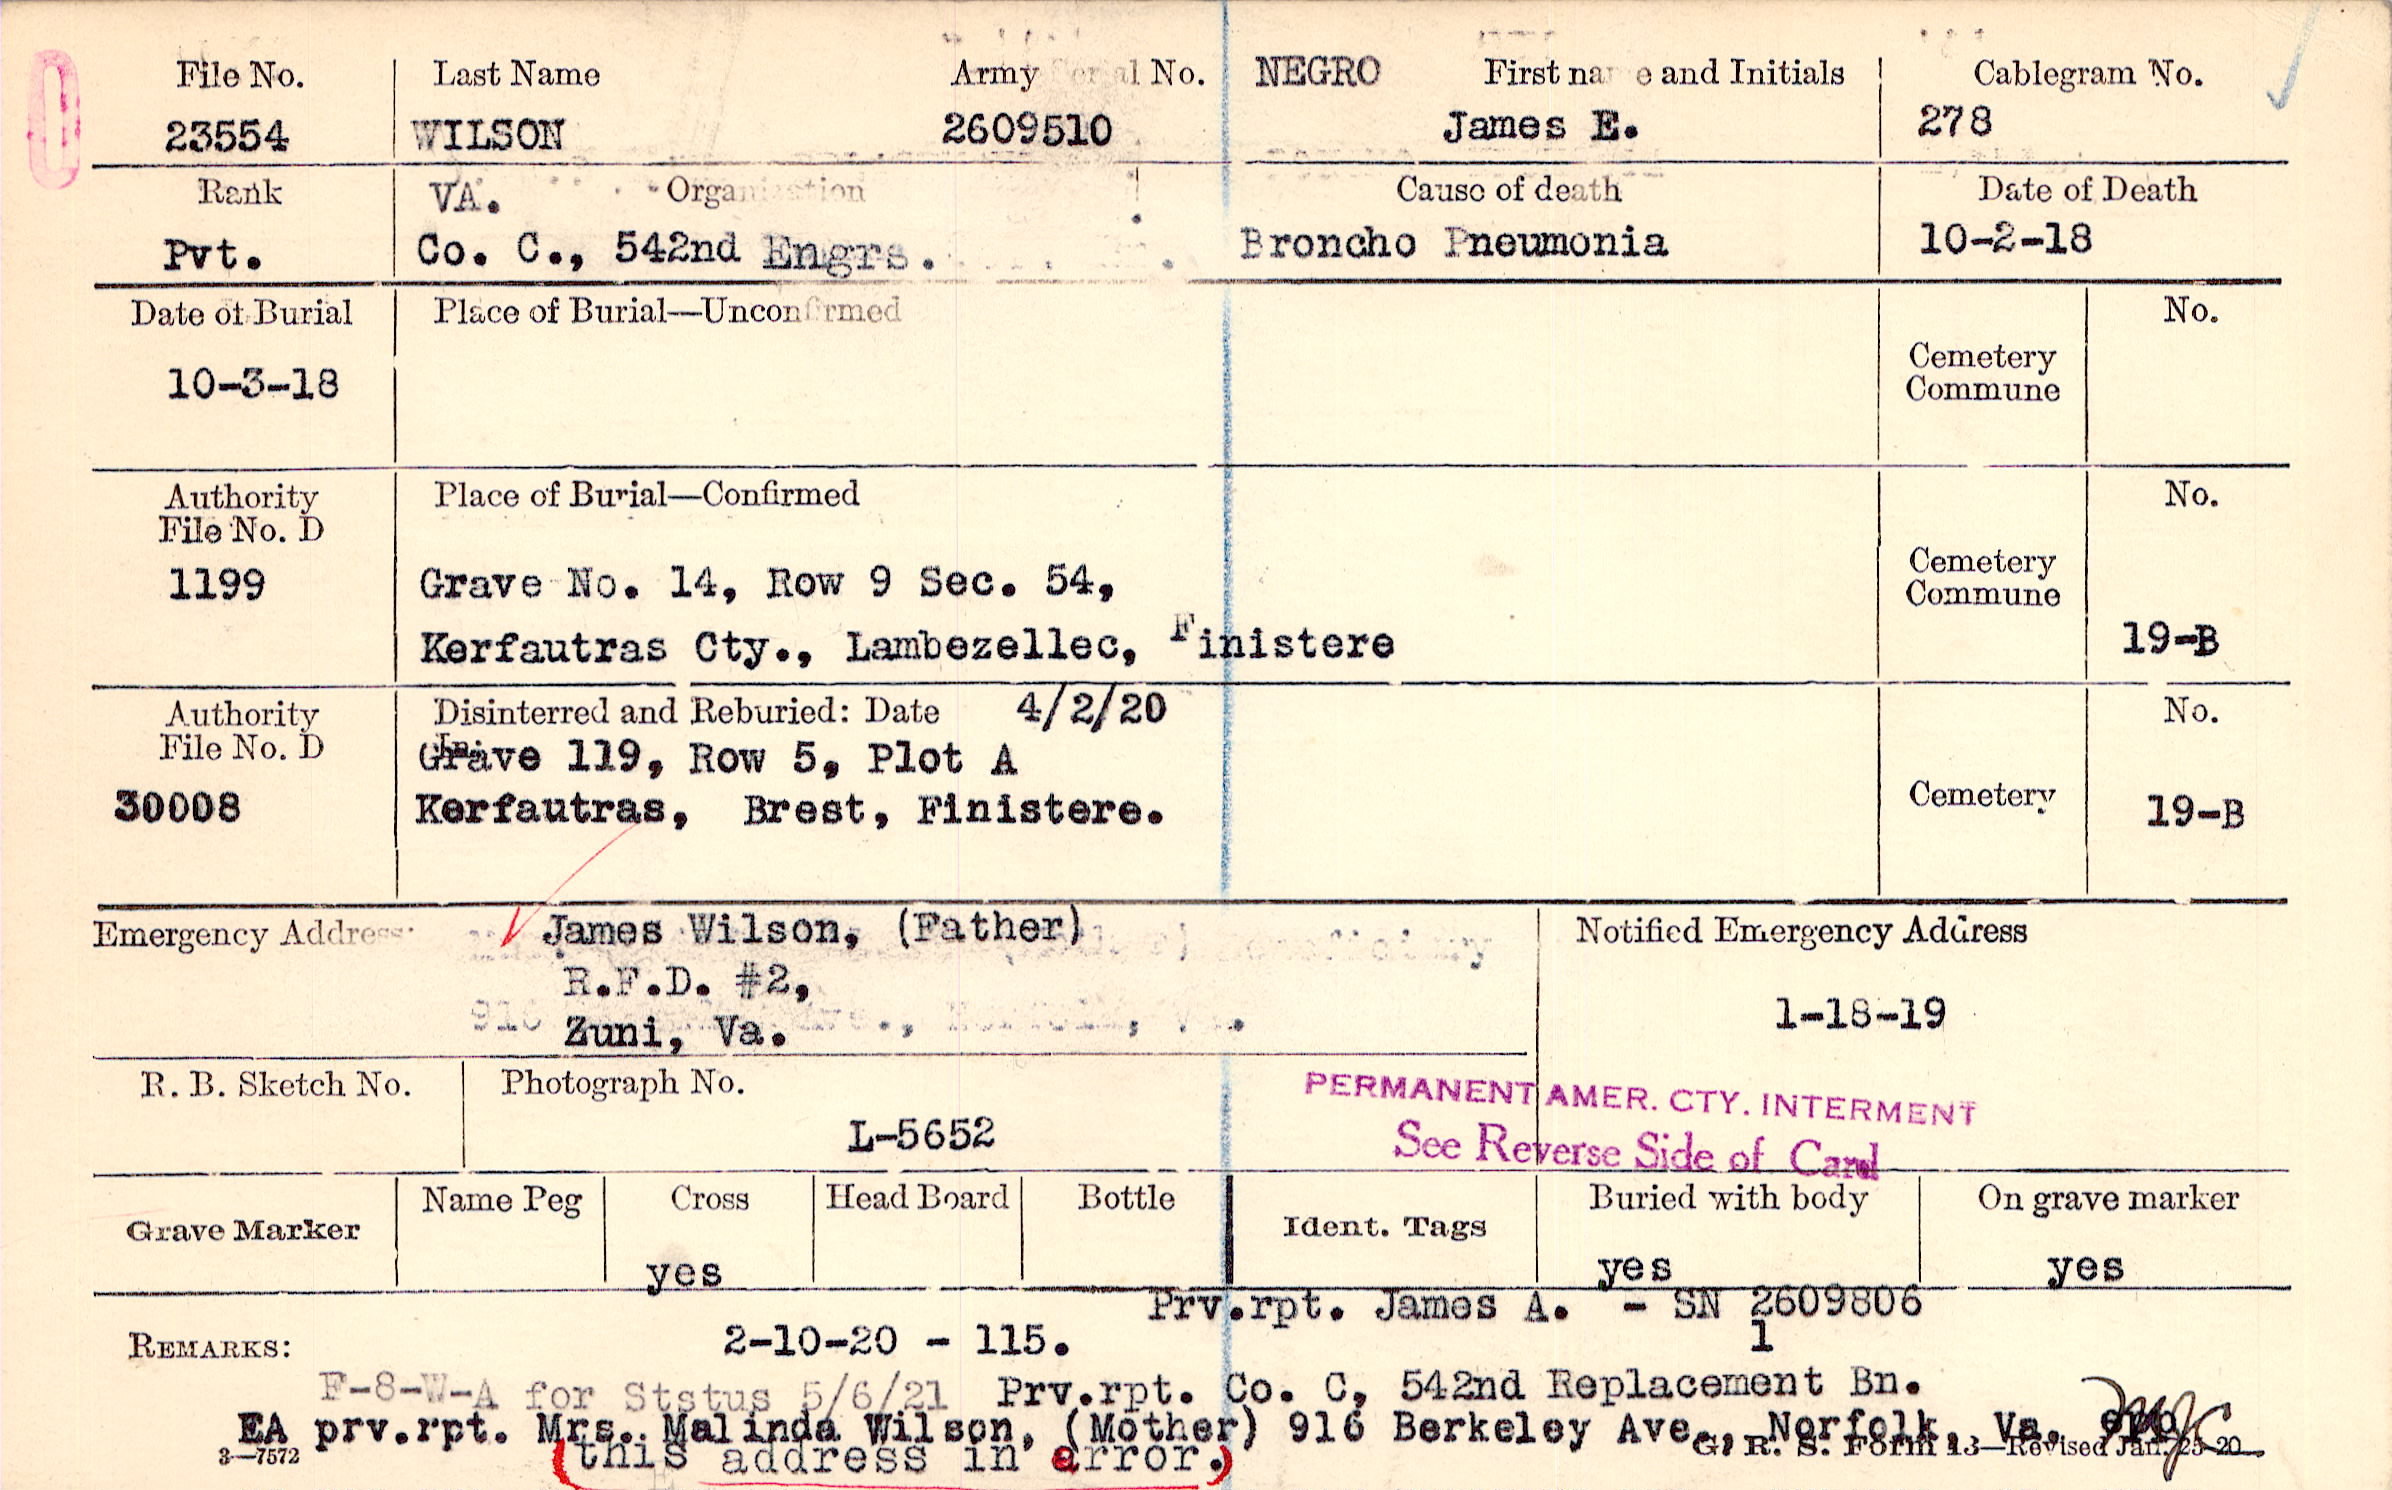 File No. Last Name Army Serial No. NEGRO First name and Initials Cablegram No.
23554 WILSON 2609510 James E. 278
Rank VA. Organization Cause of death Date of Death
Pvt. Co. C., 542nd Engrs. Broncho Pneumonia 10-2-18
Date of Burial Place of Burial—Unconfirmed No.
Cemetery
Commune
10-3-18
Authority Place of Burial—Confirmed No.
File No. D
1199 Grave No. 14, Row 9 Sec. 54, Cemetery
Commune
Kerfautras Cty., Lambezellec, Finistere 19-B
Authority Disinterred and Reburied: Date 4/2/20 No.
File No. D In:
Grave 119, Row 5, Plot A
30008 Kerfautras, Brest, Finistere. Cemetery 19-B
Emergency Address: James Wilson, (Father) Notified Emergency Address
R.F.D. #2,
Zuni, Va. 1-18-19
R. B. Sketch No. Photograph No.
L-5652
PERMANENT AMER. CTY. INTERMENT
See Reverse Side of Card
Grave Marker Name Peg Cross Head Board Bottle Ident. Tags Buried with body On grave marker
yes yes yes
Prv.rpt. James A. - SN 2609806
1
REMARKS: 2-10-20 - 115.
F-8-W-A for Ststus 5/6/21 Prv.rpt. Co. C, 542nd Replacement Bn.
EA prv.rpt. Mrs. Malinda Wilson, (Mother) 916 Berkeley Ave., Norfolk, Va.
(this address in error.)
3—7572 G. R. S. Form 13—Revised Jan. 25-20